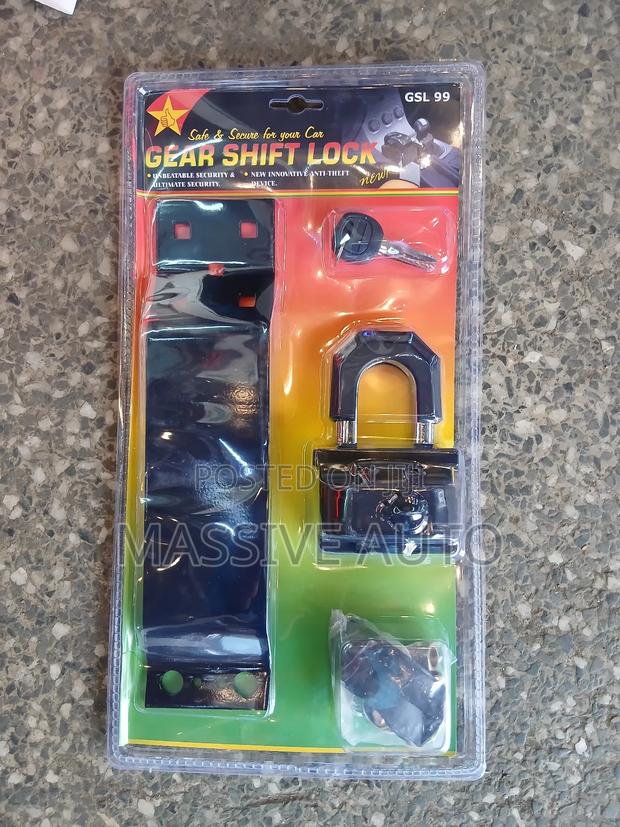 GSL 99
Safe & Secure for your Car
GEAR SHIFT LOCK
• UNBEATABLE SECURITY & ULTIMATE SECURITY.
• NEW INNOVATIVE ANTI-THEFT DEVICE.
NEW!
POSTED ON
MASSIVE AUTO